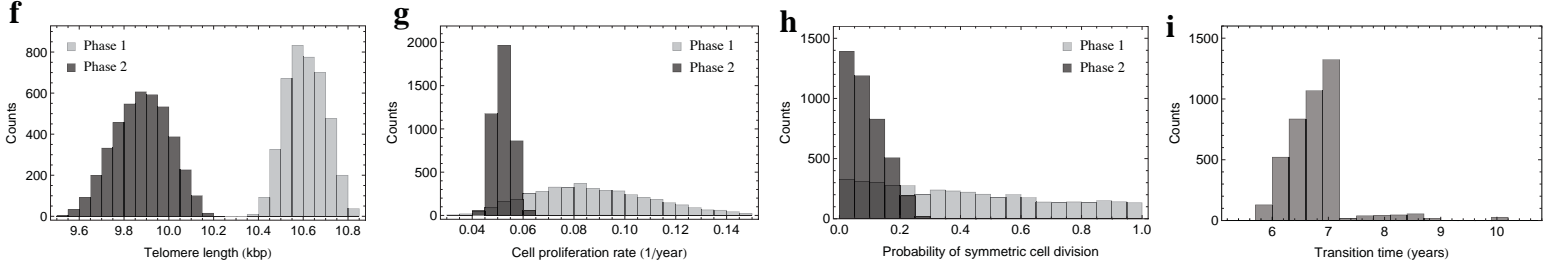 f
800
600
400
200
0
Counts
Phase 1
Phase 2
9.6 9.8 10.0 10.2 10.4 10.6 10.8
Telomere length (kbp)
g
2000
1500
1000
500
0
Counts
Phase 1
Phase 2
0.04 0.06 0.08 0.10 0.12 0.14
Cell proliferation rate (1/year)
h
1500
1000
500
0
Counts
Phase 1
Phase 2
0.0 0.2 0.4 0.6 0.8 1.0
Probability of symmetric cell division
i
1500
1000
500
0
Counts
6 7 8 9 10
Transition time (years)